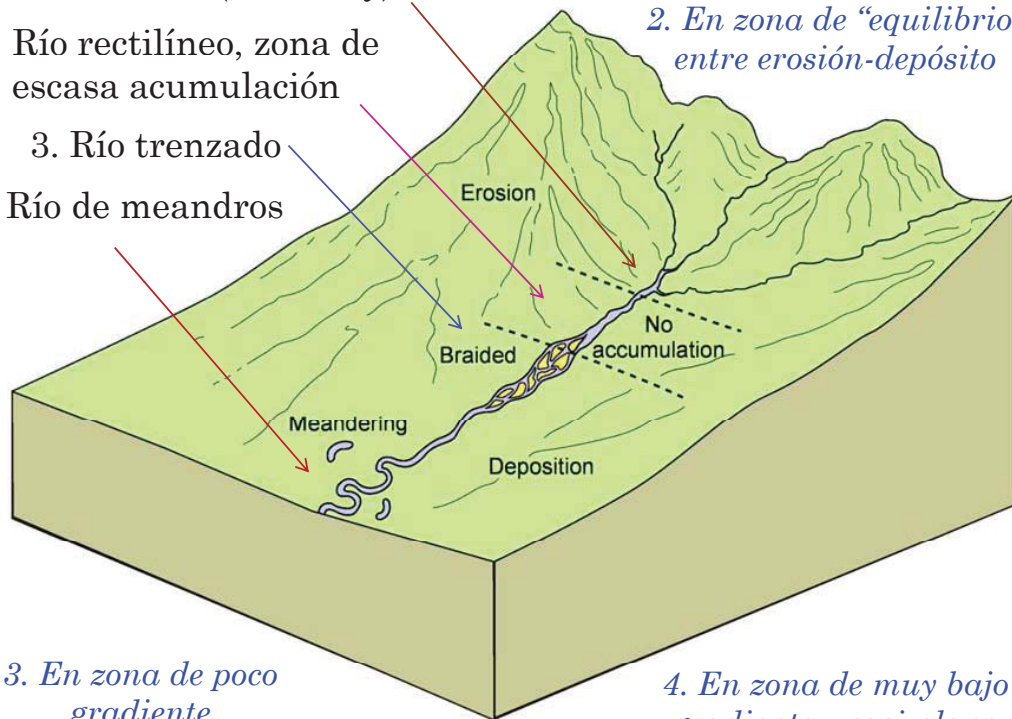 2. En zona de “equilibrio
entre erosión-depósito
Río rectilíneo, zona de
escasa acumulación
3. Río trenzado
Río de meandros
Erosion
No
accumulation
Braided
Meandering
Deposition
3. En zona de poco
gradiente
4. En zona de muy bajo